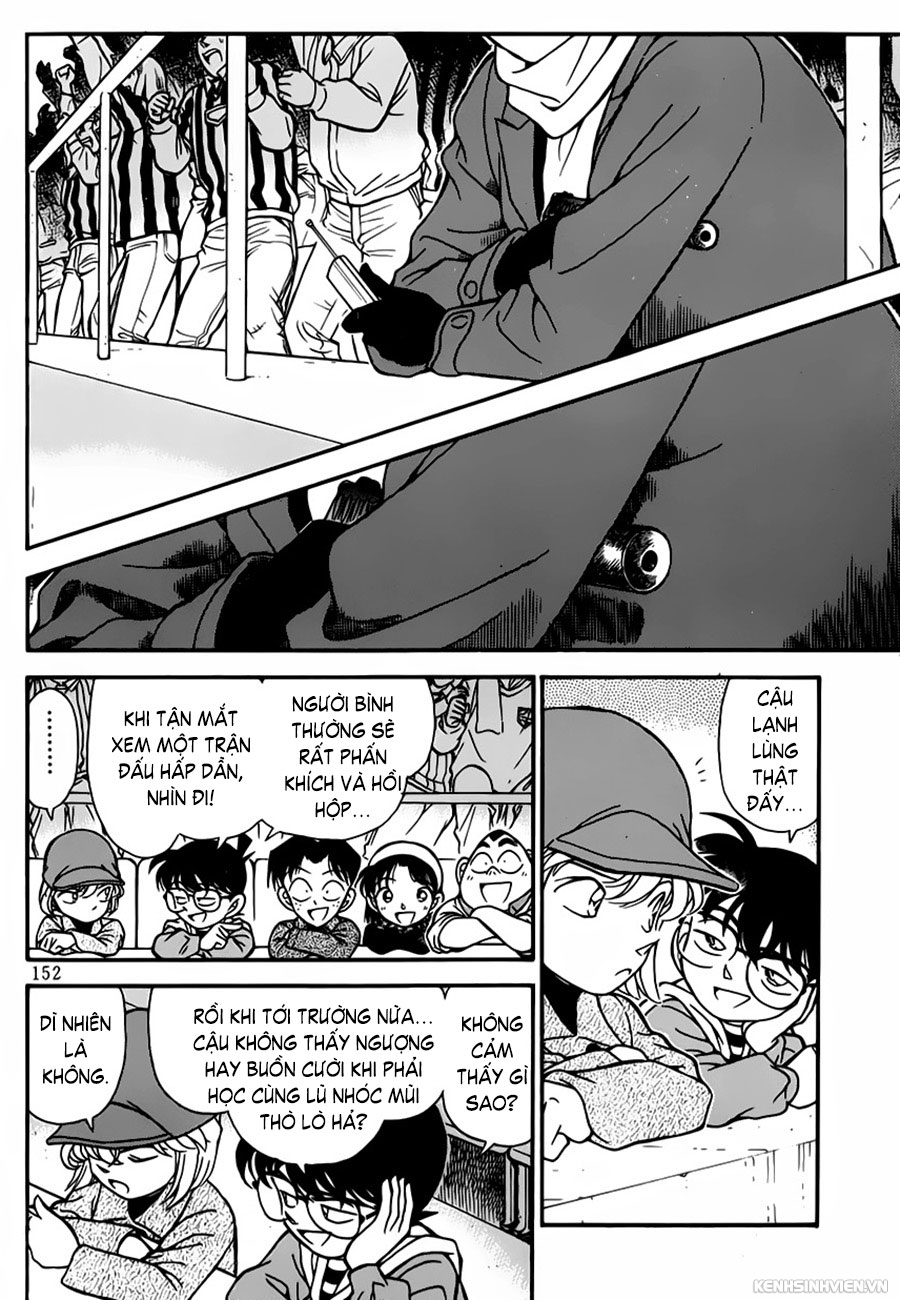 CẬU
LẠNH
LÙNG
THẬT
ĐẤY...
NGƯỜI BÌNH
THƯỜNG SẼ
RẤT PHẤN
KHÍCH VÀ HỒI
HỘP...
KHI TẬN MẮT
XEM MỘT TRẬN
ĐẤU HẤP DẪN,
NHÌN ĐI!
.........
152
KHÔNG
CẢM
THẤY GÌ
SAO?
RỒI KHI TỚI TRƯỜNG NỮA...
CẬU KHÔNG THẤY NGƯỢNG
HAY BUỒN CƯỜI KHI PHẢI
HỌC CÙNG LŨ NHÓC MŨI
THÒ LÒ HẢ?
DĨ NHIÊN
LÀ
KHÔNG.
KENHSINHVIEN.VN